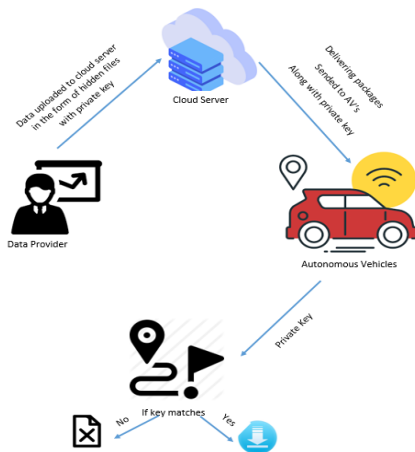 Data uploaded to cloud server
in the form of hidden files
with private key
Cloud Server
Delivering packages
Sended to AV's
Along with private key
Data Provider
Autonomous Vehicles
Private Key
If key matches
No
Yes